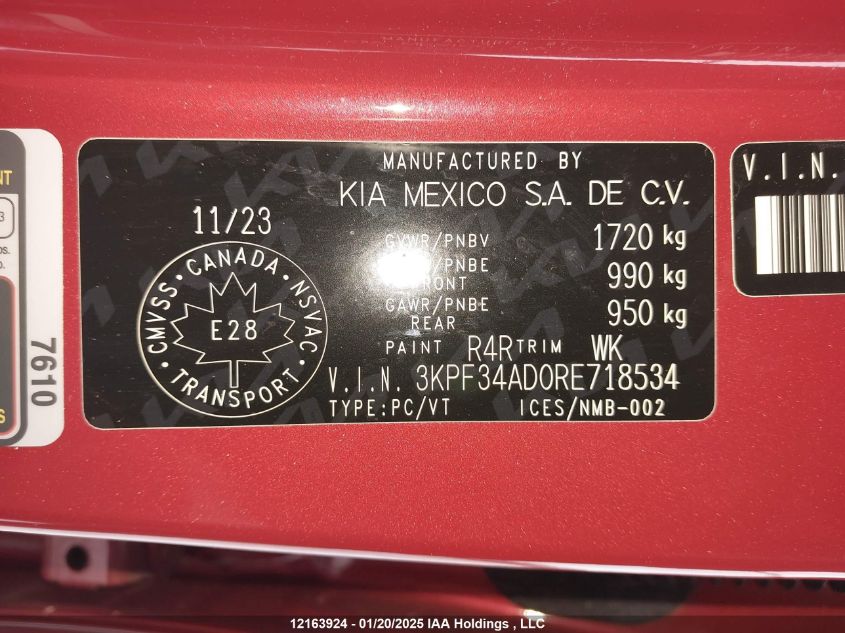 MANUFACTURED BY
KIA MEXICO S.A. DE C.V.
11/23
GVWR/PNBV 1720 kg
/PNBE
FRONT 990 kg
GAWR/PNBE
REAR 950 kg
PAINT R4R TRIM WK
V.I.N. 3KPF34AD0RE718534
TYPE:PC/VT ICES/NMB-002
CMVSS · CANADA · NSVAC
E28
TRANSPORT
V.I.N.
7610
12163924 - 01/20/2025 IAA Holdings , LLC